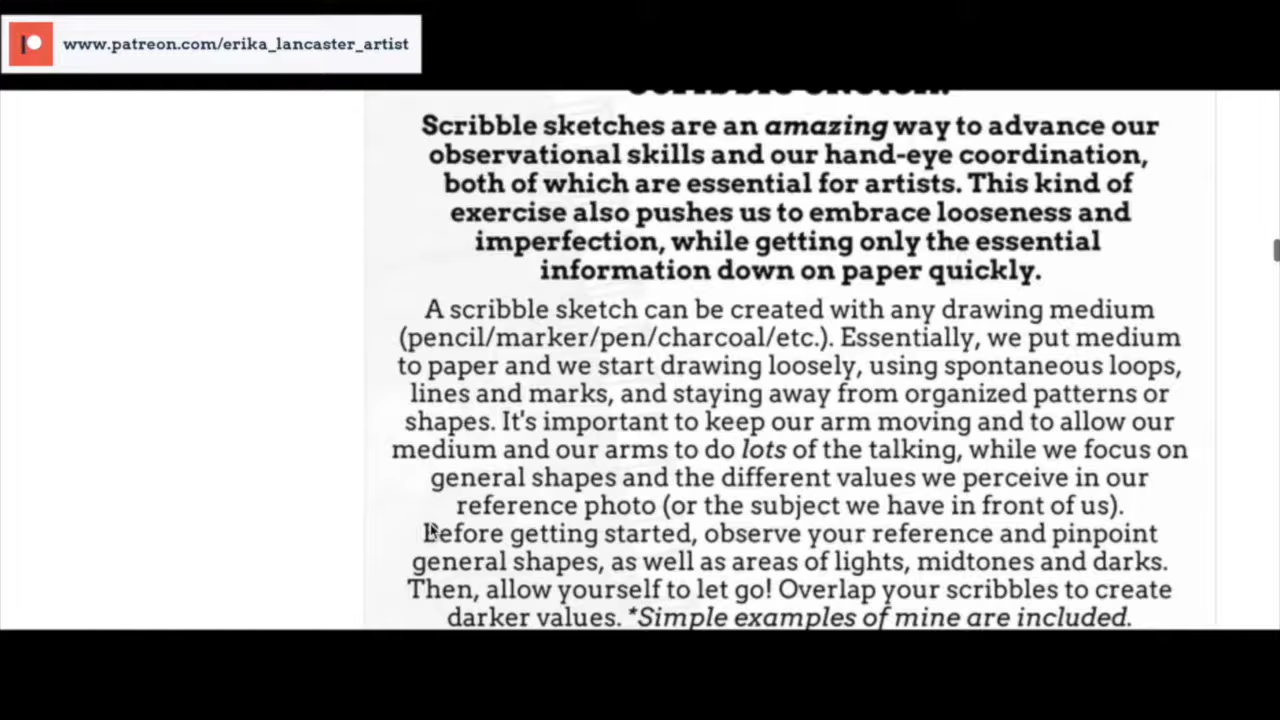 www.patreon.com/erika_lancaster_artist
Scribble sketches are an amazing way to advance our
observational skills and our hand-eye coordination,
both of which are essential for artists. This kind of
exercise also pushes us to embrace looseness and
imperfection, while getting only the essential
information down on paper quickly.
A scribble sketch can be created with any drawing medium
(pencil/marker/pen/charcoal/etc.). Essentially, we put medium
to paper and we start drawing loosely, using spontaneous loops,
lines and marks, and staying away from organized patterns or
shapes. It's important to keep our arm moving and to allow our
medium and our arms to do lots of the talking, while we focus on
general shapes and the different values we perceive in our
reference photo (or the subject we have in front of us).
Before getting started, observe your reference and pinpoint
general shapes, as well as areas of lights, midtones and darks.
Then, allow yourself to let go! Overlap your scribbles to create
darker values. *Simple examples of mine are included.